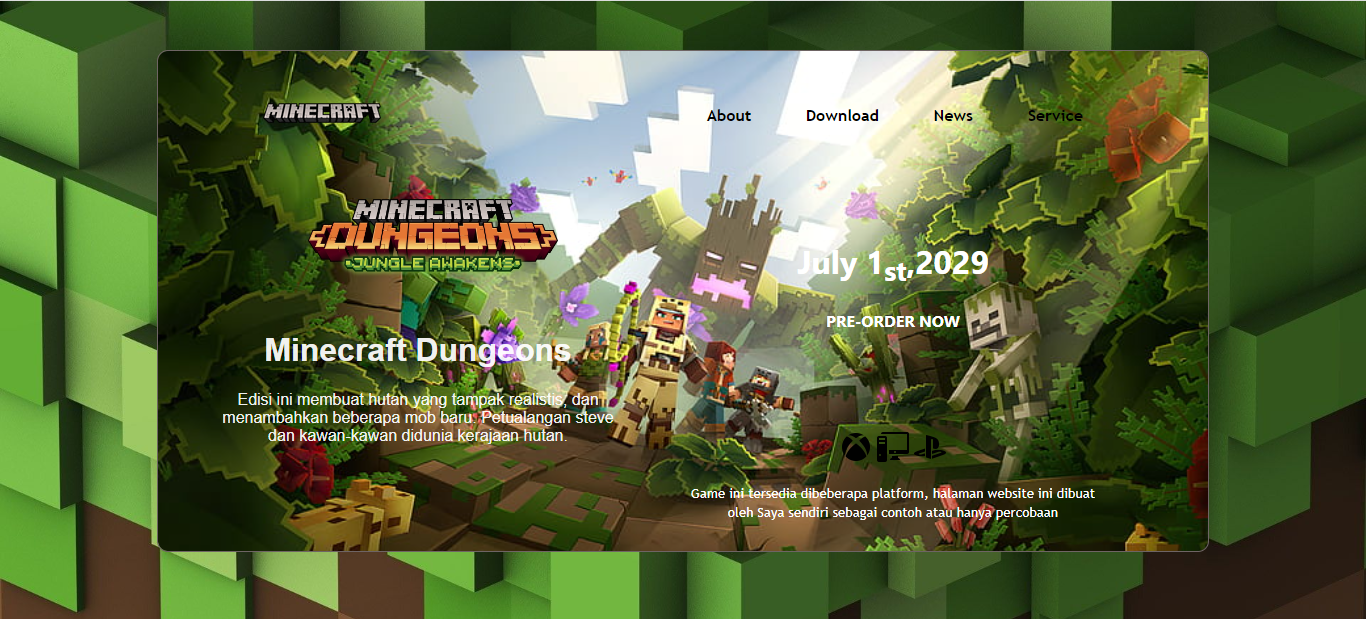 MINECRAFT
About Download News Service
MINECRAFT
DUNGEONS
JUNGLE AWAKENS
July 1st,2029
PRE-ORDER NOW
Minecraft Dungeons
Edisi ini membuat hutan yang tampak realistis, dan
menambahkan beberapa mob baru. Petualangan steve
dan kawan-kawan didunia kerajaan hutan.
Game ini tersedia dibeberapa platform, halaman website ini dibuat
oleh Saya sendiri sebagai contoh atau hanya percobaan